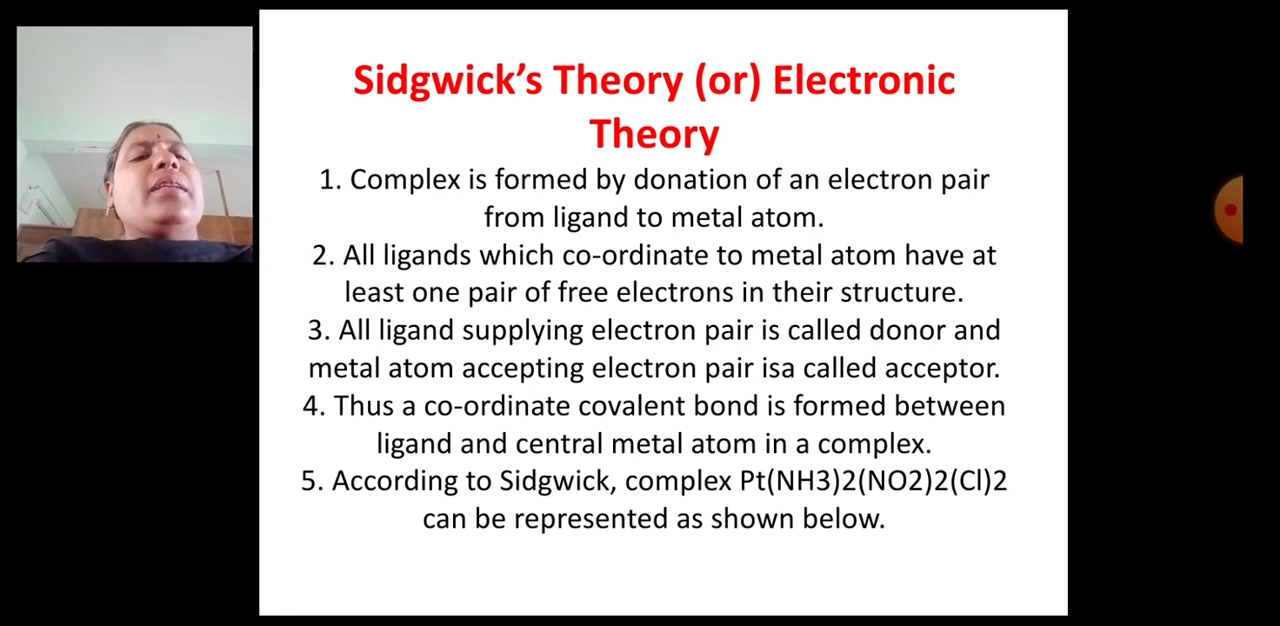 Sidgwick’s Theory (or) Electronic
Theory
1. Complex is formed by donation of an electron pair
from ligand to metal atom.
2. All ligands which co-ordinate to metal atom have at
least one pair of free electrons in their structure.
3. All ligand supplying electron pair is called donor and
metal atom accepting electron pair isa called acceptor.
4. Thus a co-ordinate covalent bond is formed between
ligand and central metal atom in a complex.
5. According to Sidgwick, complex Pt(NH3)2(NO2)2(Cl)2
can be represented as shown below.